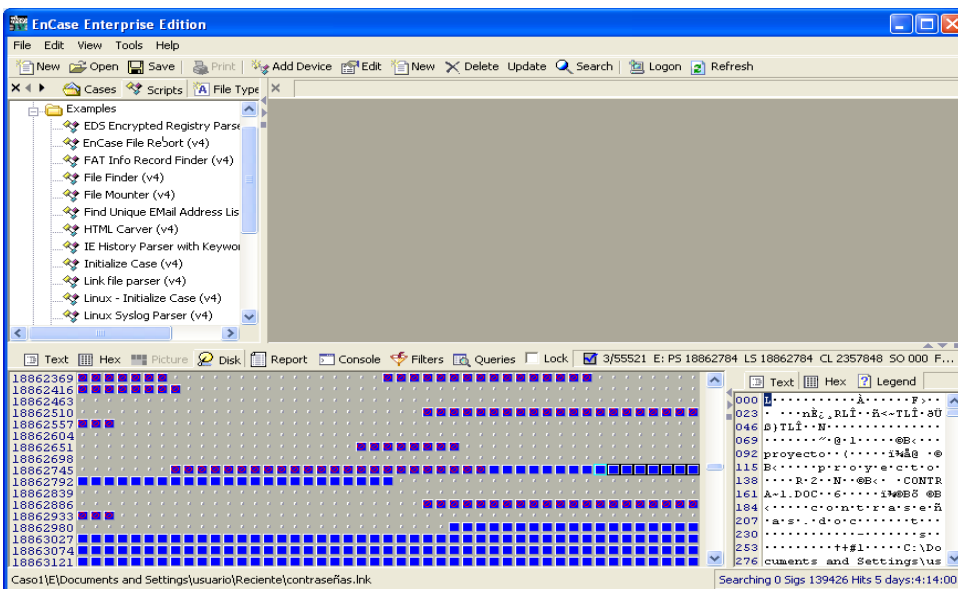 EnCase Enterprise Edition
File Edit View Tools Help
New Open Save Print Add Device Edit New Delete Update Search Logon Refresh
Cases Scripts File Type
Examples
EDS Encrypted Registry Parse
EnCase File Report (v4)
FAT Info Record Finder (v4)
File Finder (v4)
File Mounter (v4)
Find Unique EMail Address Lis
HTML Carver (v4)
IE History Parser with Keywor
Initialize Case (v4)
Link file parser (v4)
Linux - Initialize Case (v4)
Linux Syslog Parser (v4)
Text Hex Picture Disk Report Console Filters Queries Lock 3/55521 E: PS 18862784 LS 18862784 CL 2357848 SO 000 F...
18862369
18862416
18862463
18862510
18862557
18862604
18862651
18862698
18862745
18862792
18862839
18862886
18862933
18862980
18863027
18863074
18863121
Text Hex Legend
000 L···········À······F›··
023
046
069
092 proyecto
115 B‹·····p·r·o·y·e·c·t·o·
138 ····R·2··N··®B‹· ·CONTR
161 A~1.DOC··6·····
184 ‹·····c·o·n·t·r·a·s·e·ñ
207 ·a·s·.·d·o·c·······t···
230
253 ··········‡‡#1·····C:\Do
276 cuments and Settings\us
Caso1\E\Documents and Settings\usuario\Reciente\contraseñas.lnk
Searching 0 Sigs 139426 Hits 5 days:4:14:00